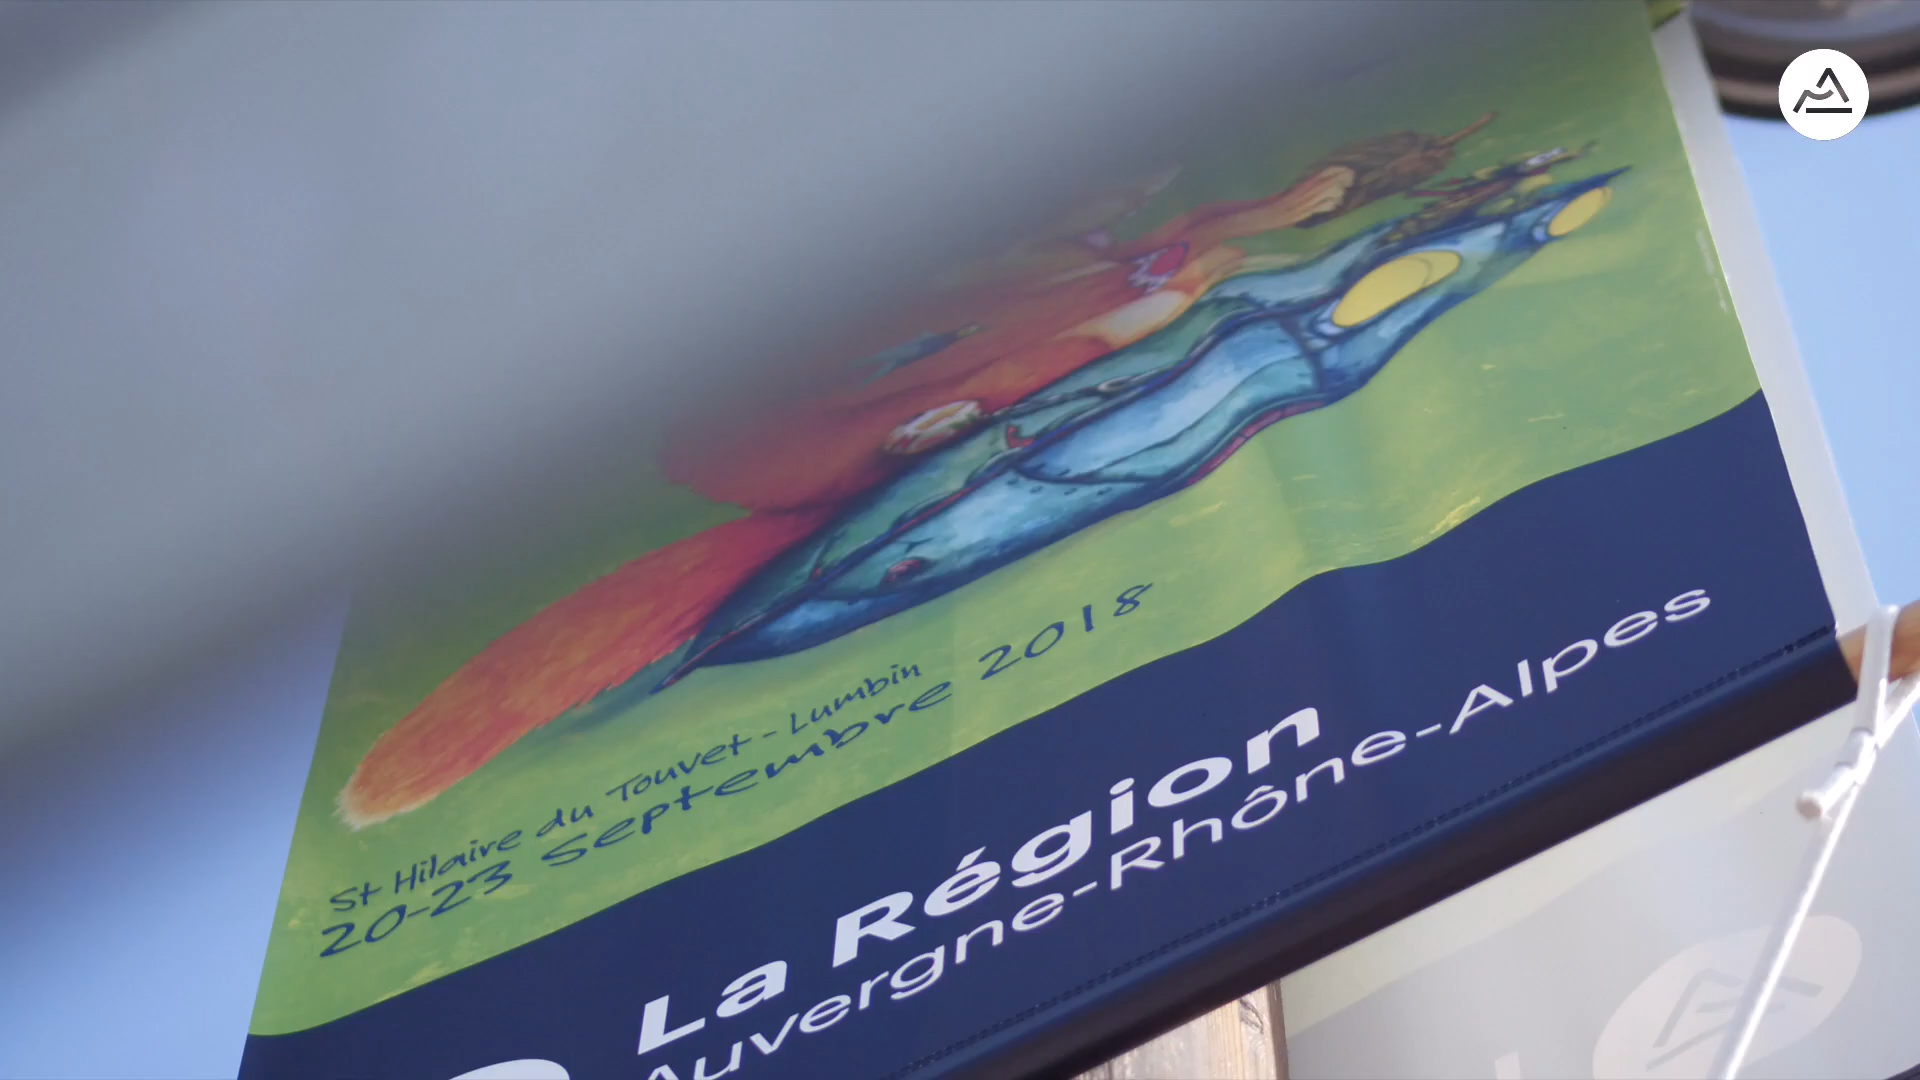 St Hilaire du Touvet - Lumbin
20-23 Septembre 2018
La Région
Auvergne-Rhône-Alpes